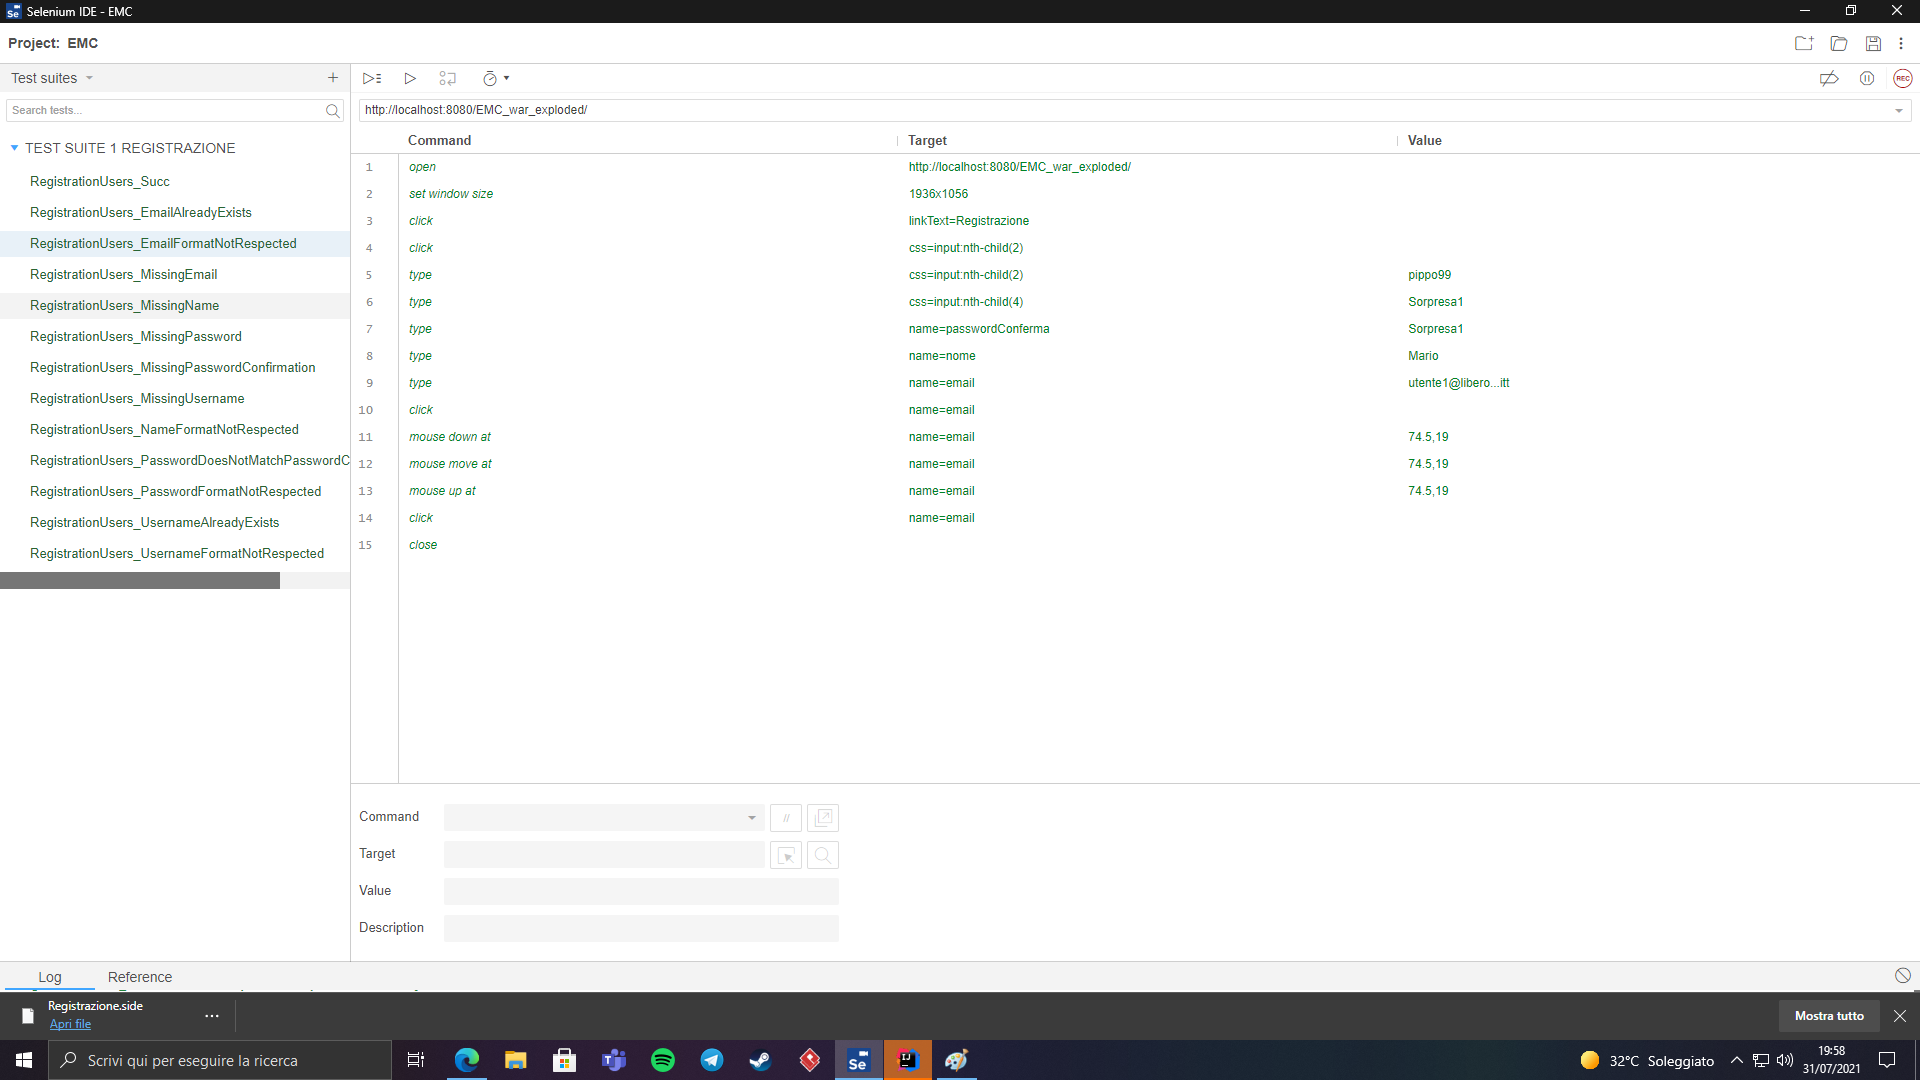 Selenium IDE - EMC
Project: EMC
Test suites
Search tests...
http://localhost:8080/EMC_war_exploded/
REC
TEST SUITE 1 REGISTRAZIONE
RegistrationUsers_Succ
RegistrationUsers_EmailAlreadyExists
RegistrationUsers_EmailFormatNotRespected
RegistrationUsers_MissingEmail
RegistrationUsers_MissingName
RegistrationUsers_MissingPassword
RegistrationUsers_MissingPasswordConfirmation
RegistrationUsers_MissingUsername
RegistrationUsers_NameFormatNotRespected
RegistrationUsers_PasswordDoesNotMatchPasswordC
RegistrationUsers_PasswordFormatNotRespected
RegistrationUsers_UsernameAlreadyExists
RegistrationUsers_UsernameFormatNotRespected
Command Target Value
1 open http://localhost:8080/EMC_war_exploded/
2 set window size 1936x1056
3 click linkText=Registrazione
4 click css=input:nth-child(2)
5 type css=input:nth-child(2) pippo99
6 type css=input:nth-child(4) Sorpresa1
7 type name=passwordConferma Sorpresa1
8 type name=nome Mario
9 type name=email utente1@libero...itt
10 click name=email
11 mouse down at name=email 74.5,19
12 mouse move at name=email 74.5,19
13 mouse up at name=email 74.5,19
14 click name=email
15 close
Command //
Target
Value
Description
Log Reference
Registrazione.side
Apri file
Mostra tutto
Scrivi qui per eseguire la ricerca
32°C Soleggiato
19:58
31/07/2021